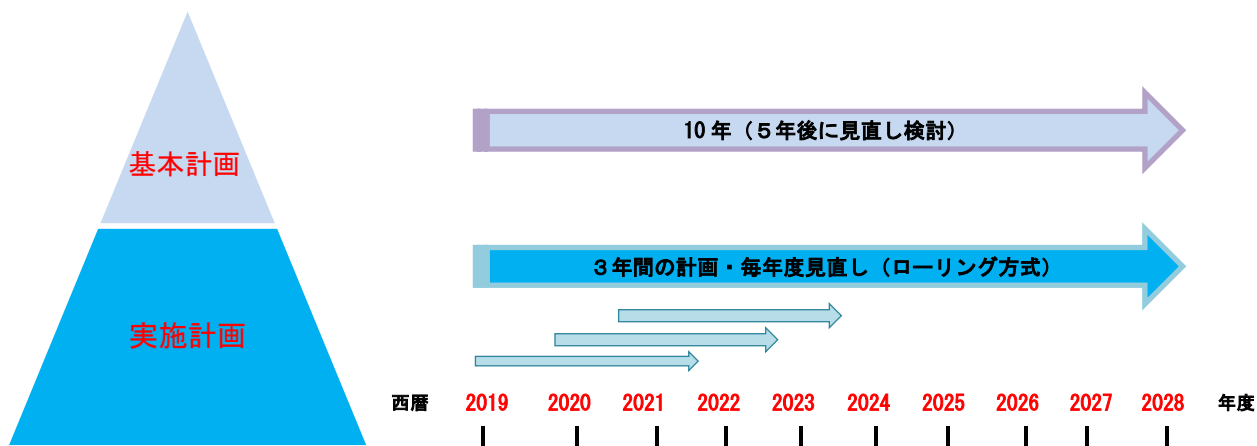 基本計画
10年（５年後に見直し検討）
３年間の計画・毎年度見直し（ローリング方式）
実施計画
西暦 2019 2020 2021 2022 2023 2024 2025 2026 2027 2028 年度